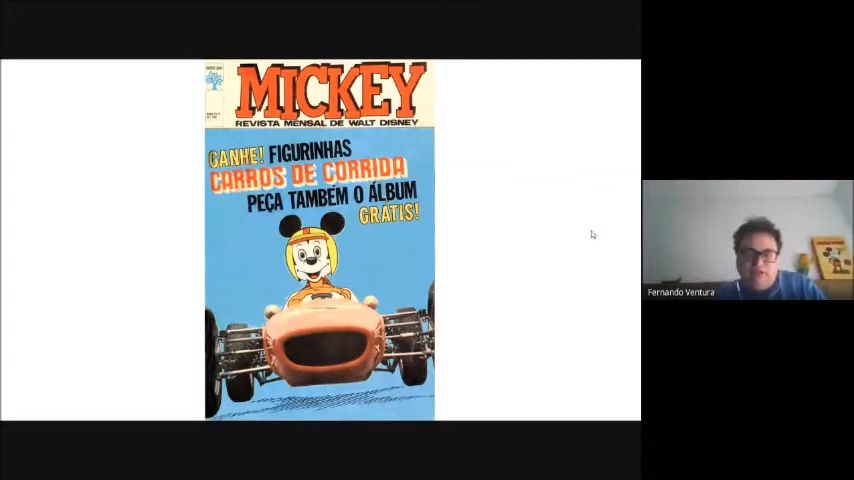 MICKEY
REVISTA MENSAL DE WALT DISNEY
GANHE! FIGURINHAS
CARROS DE CORRIDA
PEÇA TAMBÉM O ÁLBUM
GRÁTIS!
Fernando Ventura